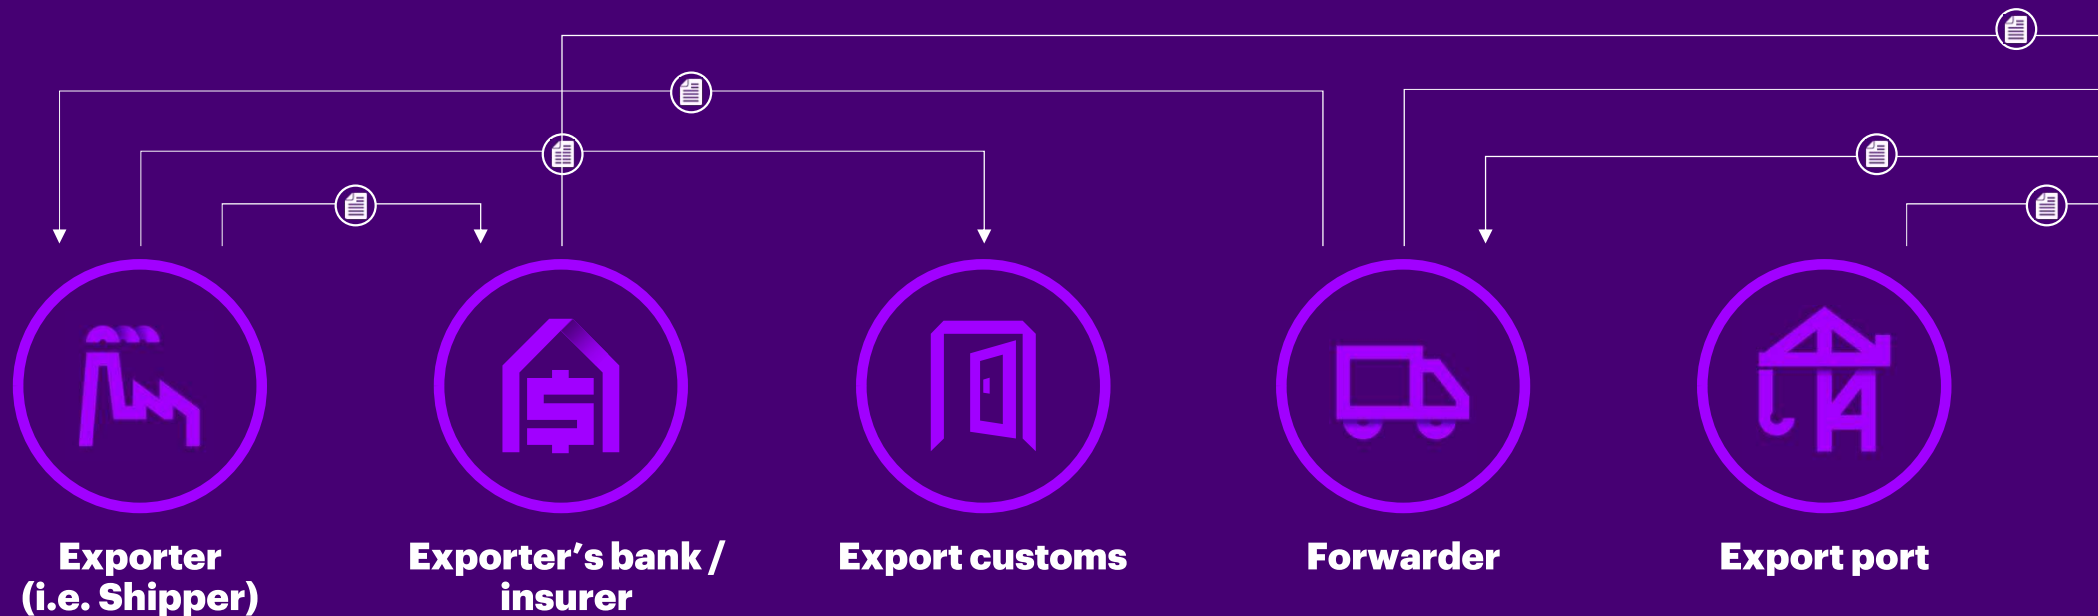 Exporter
(i.e. Shipper)
Exporter’s bank /
insurer
Export customs
Forwarder
Export port